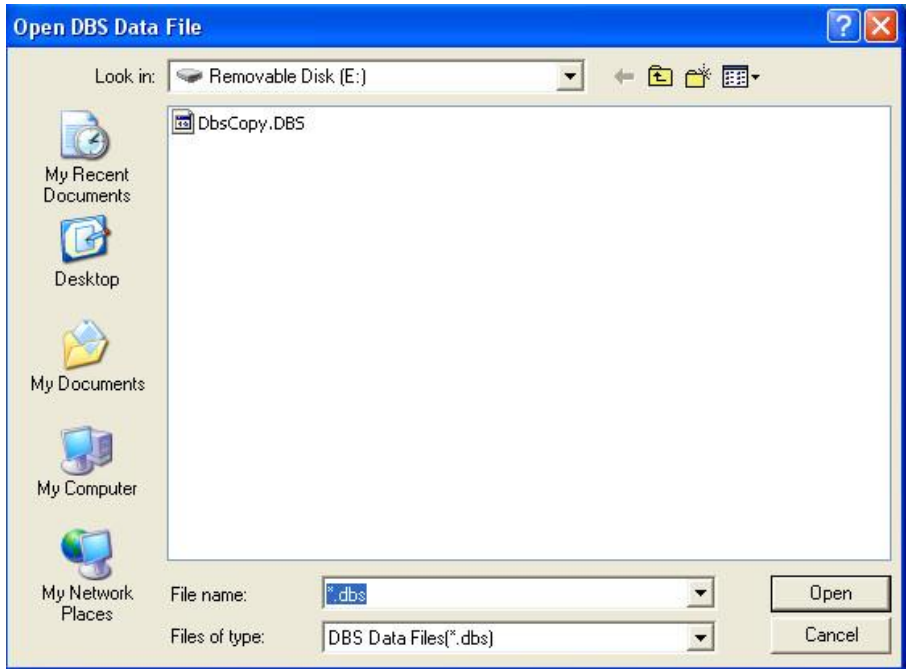 Open DBS Data File
Look in:
Removable Disk (E:)
DbsCopy.DBS
My Recent
Documents
Desktop
My Documents
My Computer
My Network
Places
File name:
*.dbs
Open
Files of type:
DBS Data Files(*.dbs)
Cancel